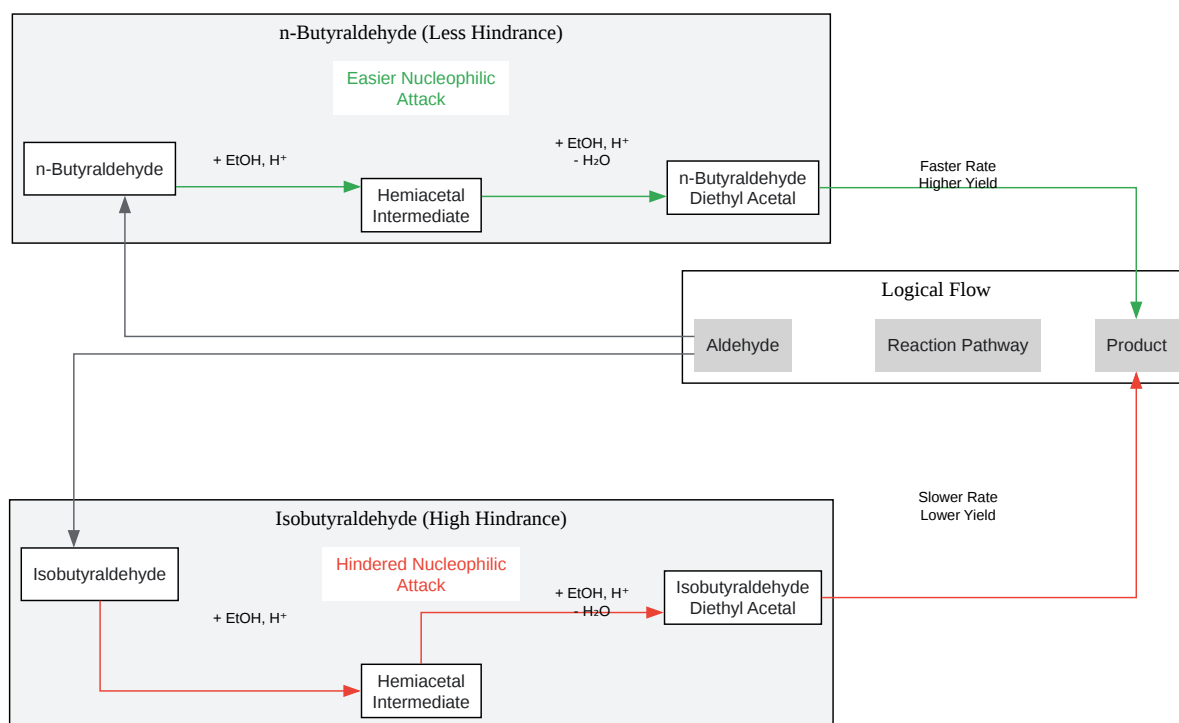 n-Butyraldehyde (Less Hindrance)
Easier Nucleophilic
Attack
n-Butyraldehyde
+ EtOH, H⁺
Hemiacetal
Intermediate
+ EtOH, H⁺
- H₂O
n-Butyraldehyde
Diethyl Acetal
Faster Rate
Higher Yield
Logical Flow
Aldehyde
Reaction Pathway
Product
Isobutyraldehyde (High Hindrance)
Hindered Nucleophilic
Attack
Isobutyraldehyde
+ EtOH, H⁺
Hemiacetal
Intermediate
+ EtOH, H⁺
- H₂O
Isobutyraldehyde
Diethyl Acetal
Slower Rate
Lower Yield